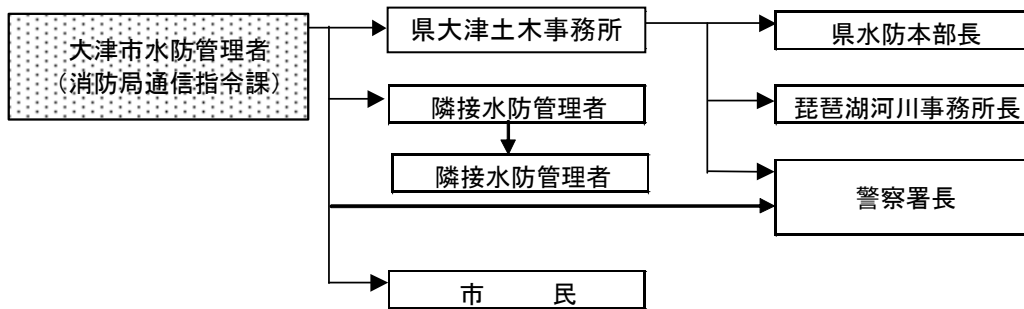 大津市水防管理者
(消防局通信指令課)
県大津土木事務所
県水防本部長
隣接水防管理者
琵琶湖河川事務所長
隣接水防管理者
警察署長
市　　民